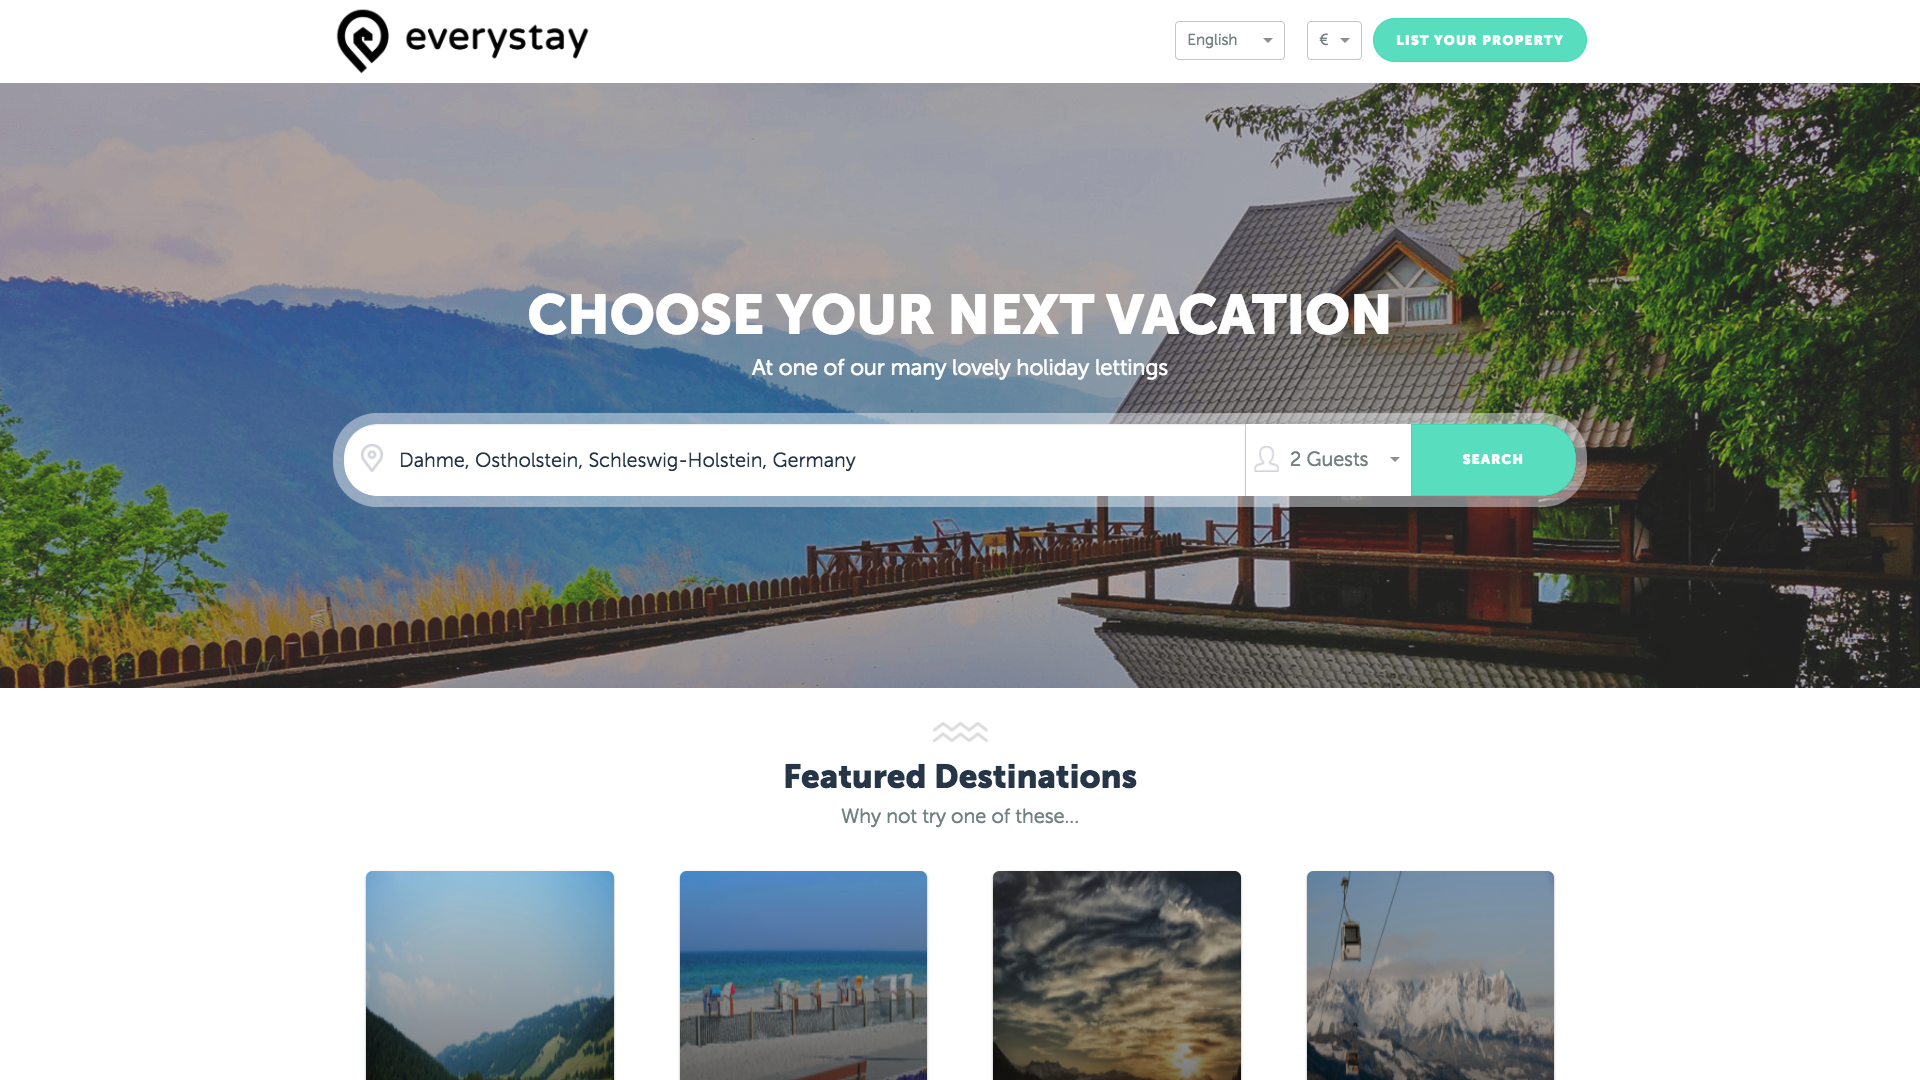 everystay
English
€
LIST YOUR PROPERTY
CHOOSE YOUR NEXT VACATION
At one of our many lovely holiday lettings
Dahme, Ostholstein, Schleswig-Holstein, Germany
2 Guests
SEARCH
Featured Destinations
Why not try one of these...